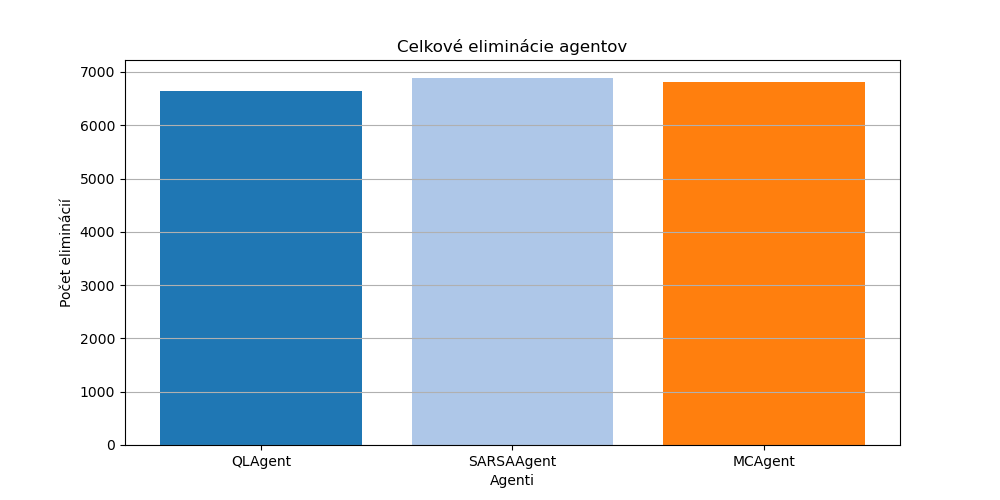 Celkové eliminácie agentov
Počet eliminácií
7000
6000
5000
4000
3000
2000
1000
0
QLAgent SARSAAgent MCAgent
Agenti